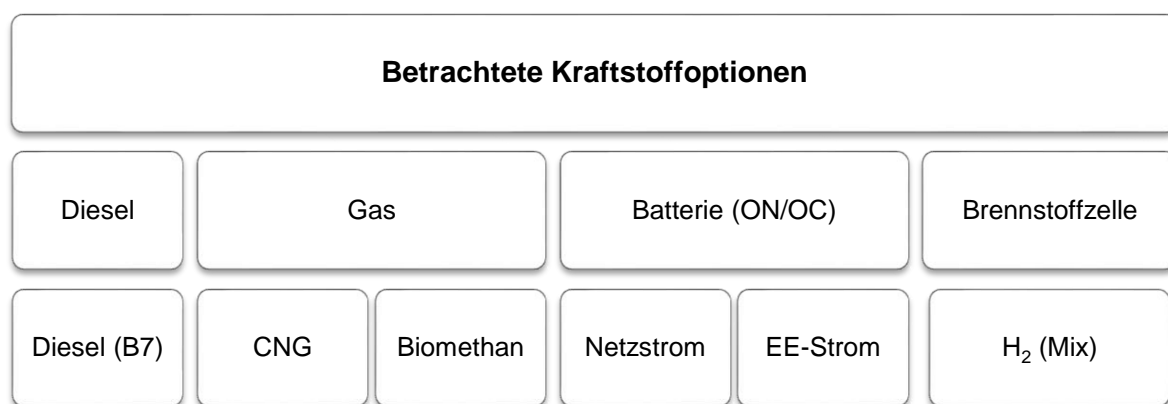 Betrachtete Kraftstoffoptionen
Diesel
Gas
Batterie (ON/OC)
Brennstoffzelle
Diesel (B7)
CNG
Biomethan
Netzstrom
EE-Strom
H₂ (Mix)